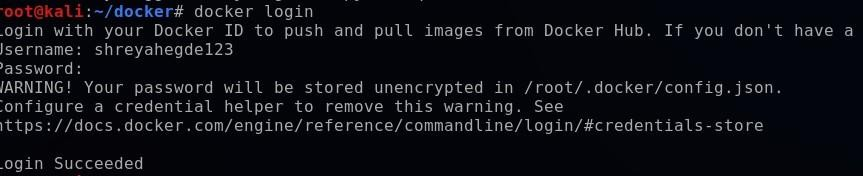 root@kali:~/docker# docker login
Login with your Docker ID to push and pull images from Docker Hub. If you don't have a
Username: shreyahegde123
Password:
WARNING! Your password will be stored unencrypted in /root/.docker/config.json.
Configure a credential helper to remove this warning. See
https://docs.docker.com/engine/reference/commandline/login/#credentials-store
Login Succeeded